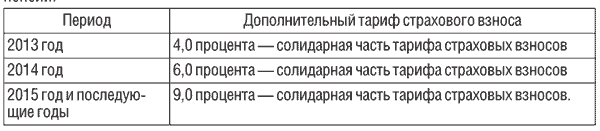 Период
Дополнительный тариф страхового взноса
2013 год
4,0 процента — солидарная часть тарифа страховых взносов
2014 год
6,0 процента — солидарная часть тарифа страховых взносов
2015 год и последую-
щие годы
9,0 процента — солидарная часть тарифа страховых взносов.